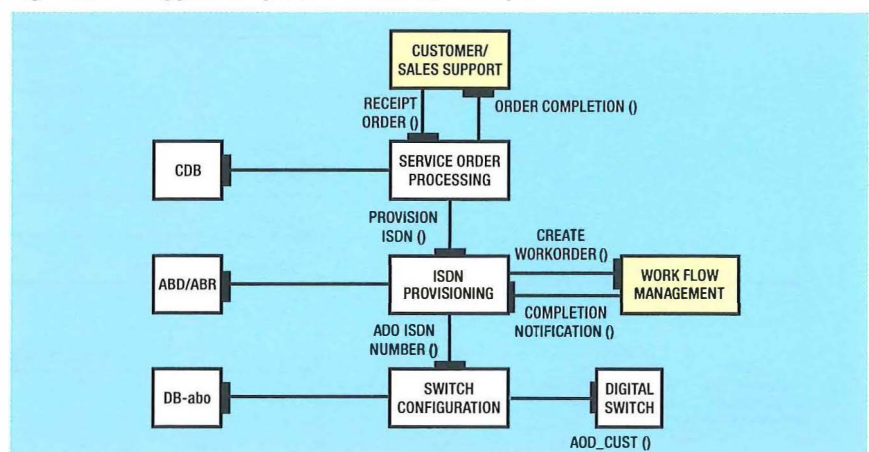 CUSTOMER/
SALES SUPPORT
RECEIPT
ORDER ()
ORDER COMPLETION ()
CDB
SERVICE ORDER
PROCESSING
PROVISION
ISDN ()
CREATE
WORKORDER ()
ABD/ABR
ISDN
PROVISIONING
WORK FLOW
MANAGEMENT
COMPLETION
NOTIFICATION ()
ADO ISDN
NUMBER ()
DB-abo
SWITCH
CONFIGURATION
DIGITAL
SWITCH
AOD_CUST ()